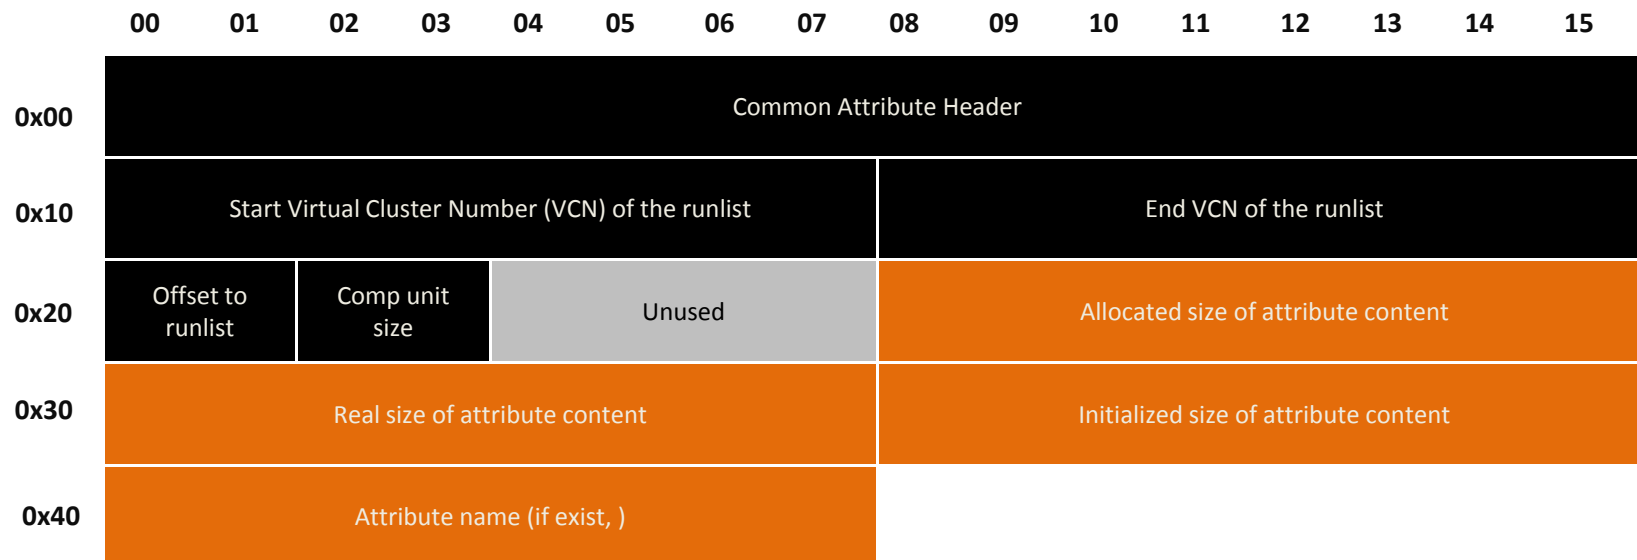 00 01 02 03 04 05 06 07 08 09 10 11 12 13 14 15
0x00 Common Attribute Header
0x10 Start Virtual Cluster Number (VCN) of the runlist End VCN of the runlist
Offset to Comp unit
0x20 Unused Allocated size of attribute content
runlist size
0x30 Real size of attribute content Initialized size of attribute content
0x40 Attribute name (if exist, )